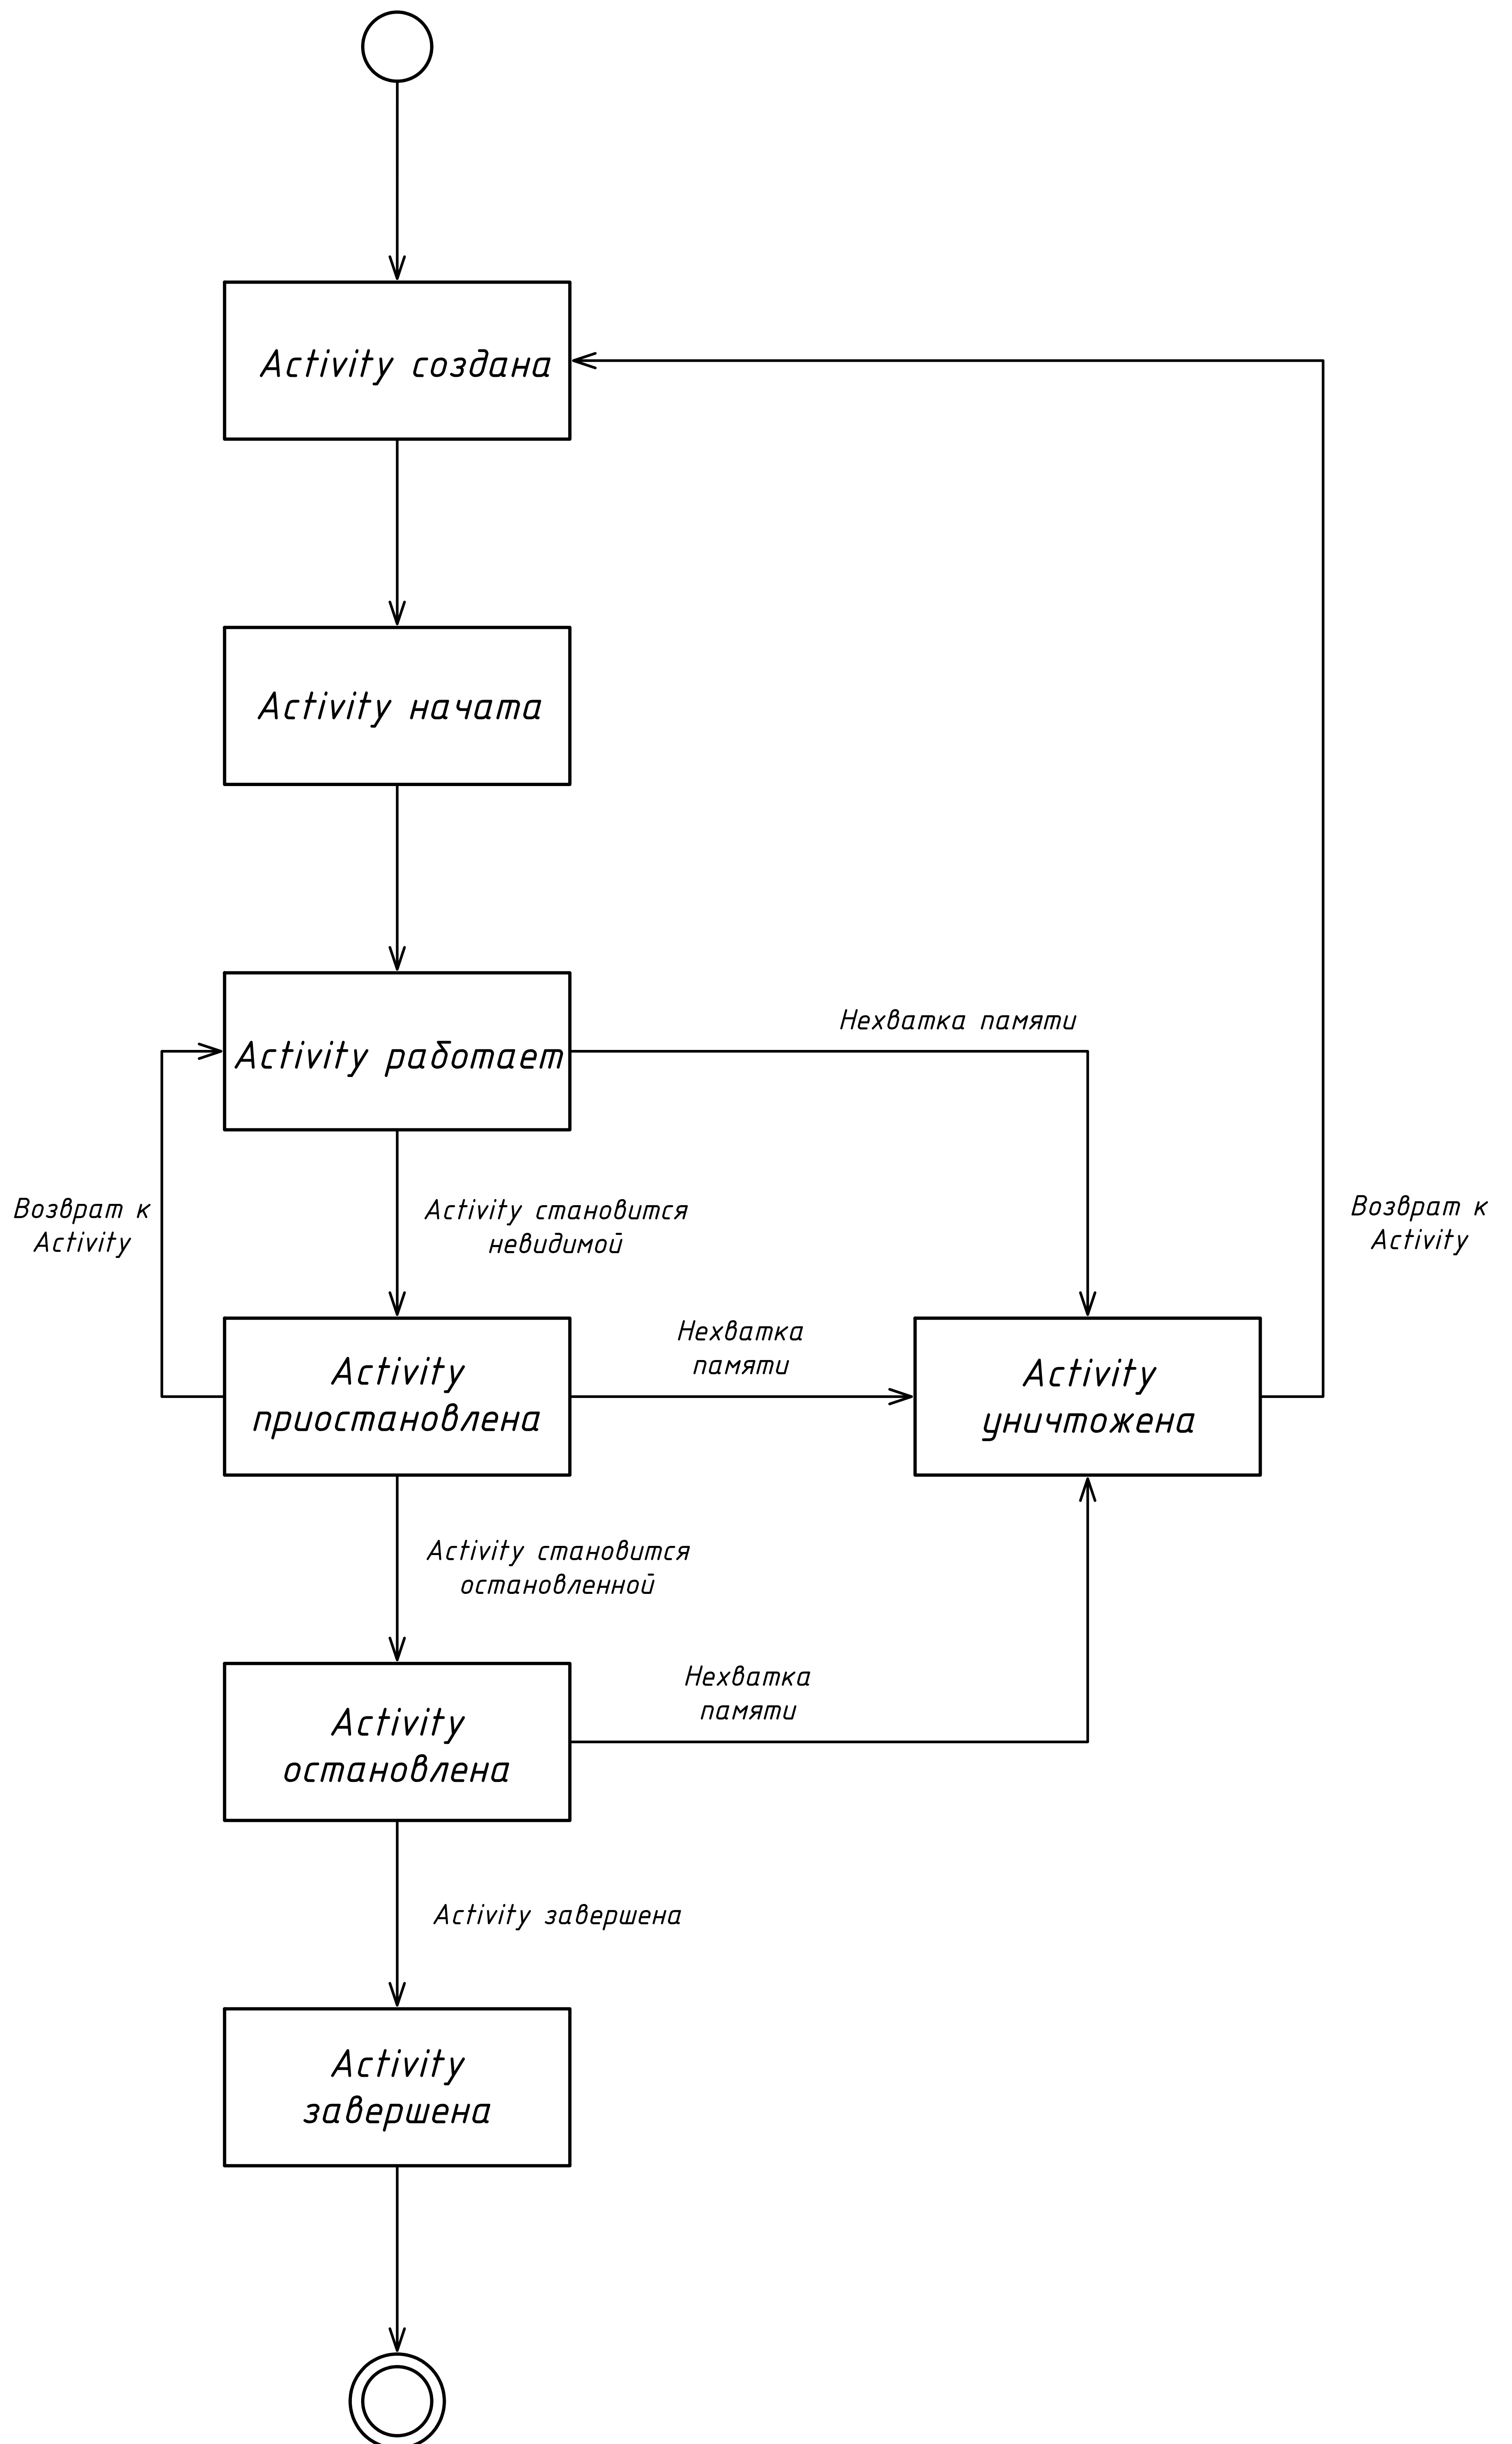 Activity создана
Activity начата
Нехватка памяти
Activity работает
Возврат к
Activity
Activity становится
невидимой
Возврат к
Activity
Нехватка
памяти
Activity
приостановлена
Activity
уничтожена
Activity становится
остановленной
Нехватка
памяти
Activity
остановлена
Activity завершена
Activity
завершена